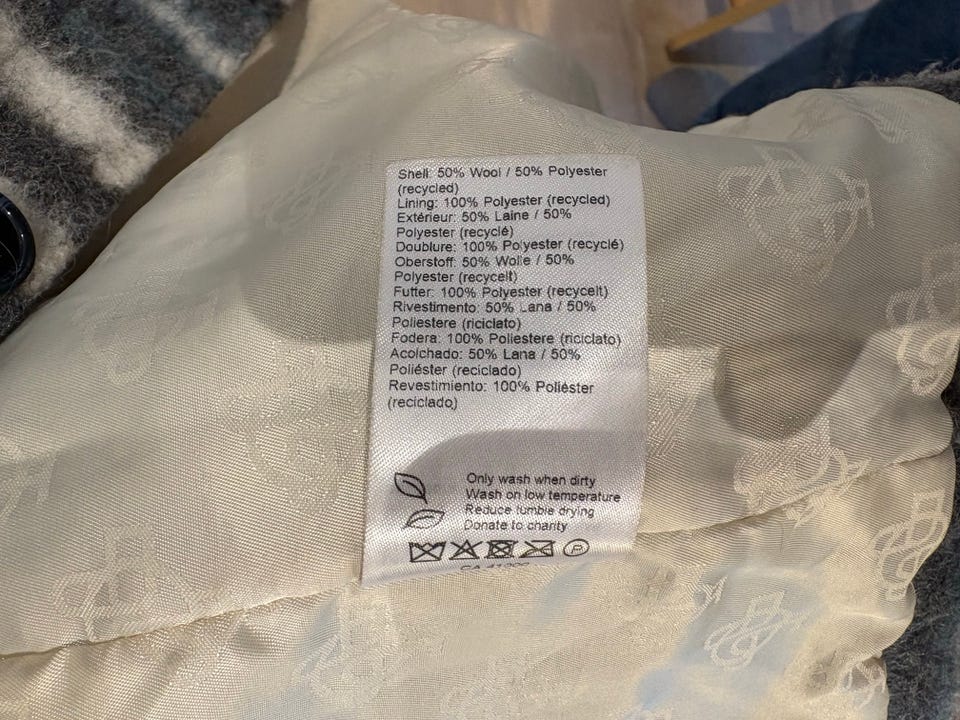 Shell: 50% Wool / 50% Polyester
(recycled)
Lining: 100% Polyester (recycled)
Extérieur: 50% Laine / 50%
Polyester (recyclé)
Doublure: 100% Polyester (recyclé)
Oberstoff: 50% Wolle / 50%
Polyester (recycelt)
Futter: 100% Polyester (recycelt)
Rivestimento: 50% Lana / 50%
Poliestere (riciclato)
Fodera: 100% Poliestere (riciclato)
Acolchado: 50% Lana / 50%
Poliéster (reciclado)
Revestimiento: 100% Poliéster
(reciclado)
Only wash when dirty
Wash on low temperature
Reduce tumble drying
Donate to charity
P